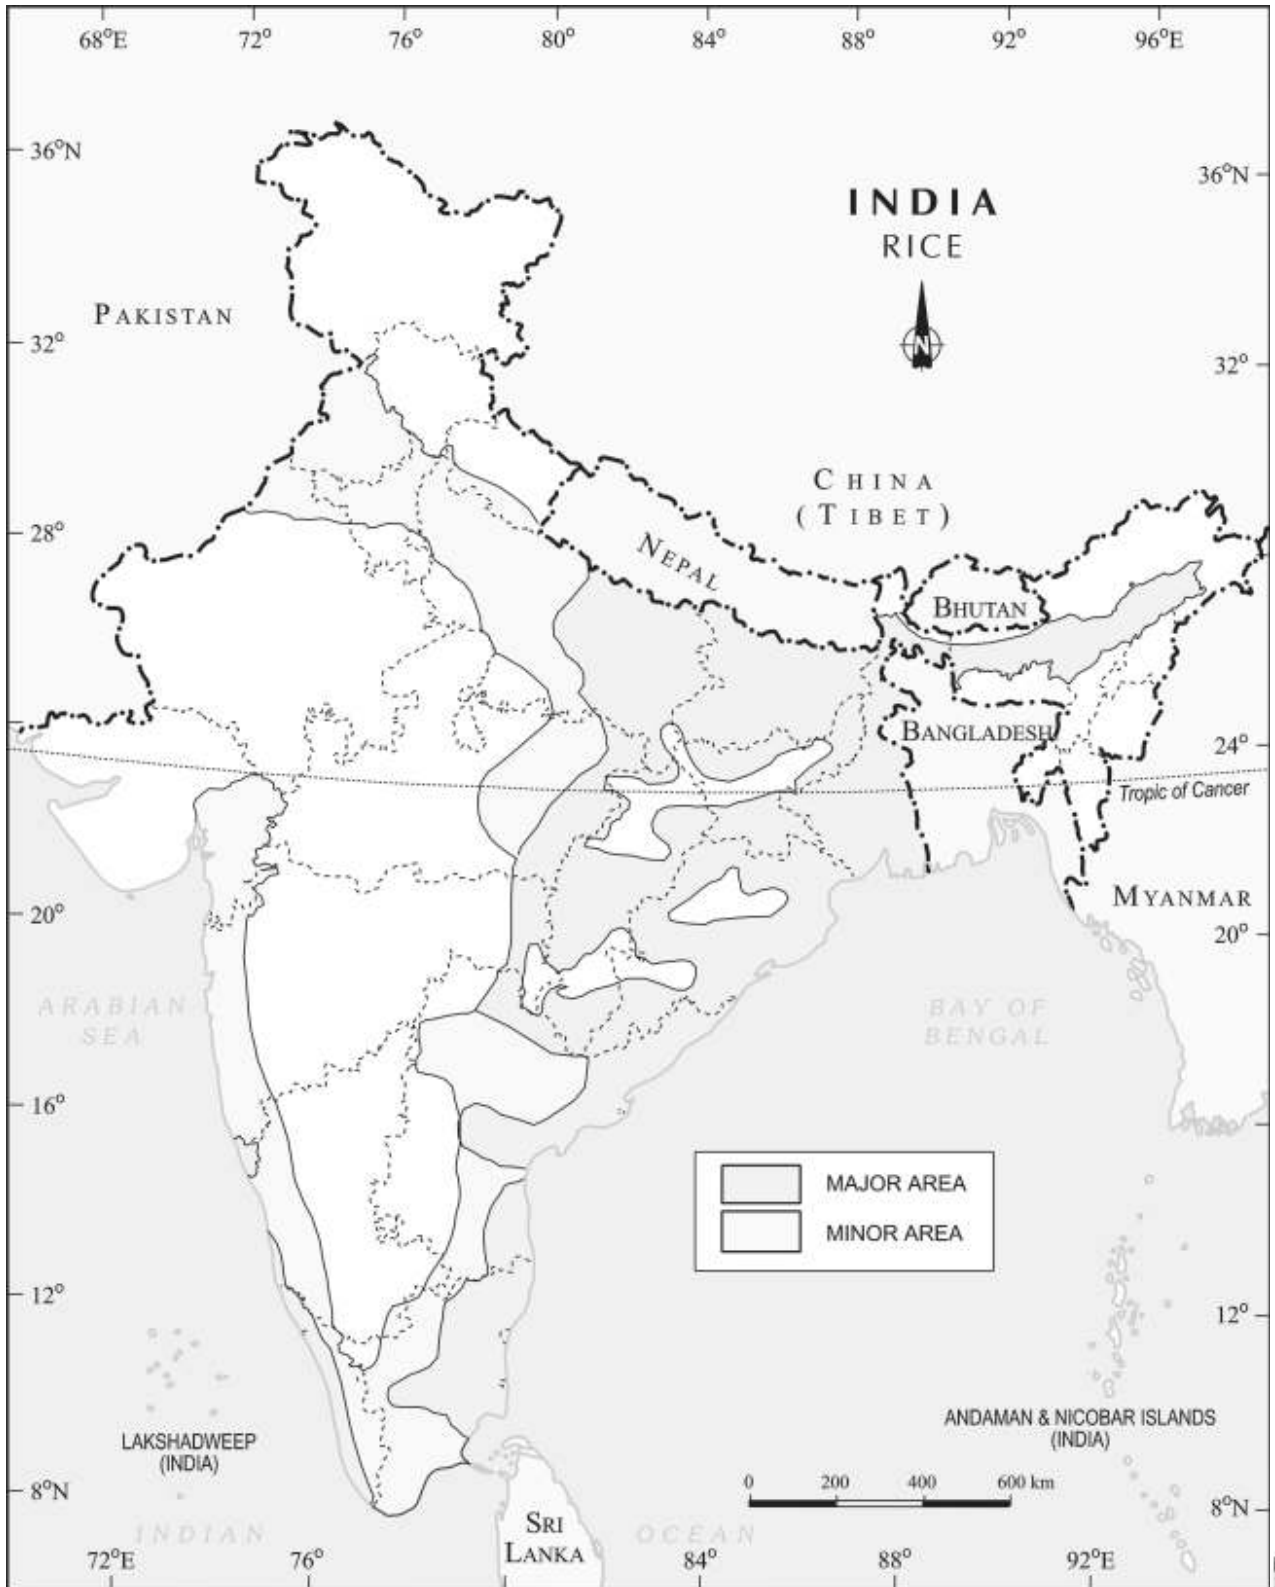 68°E 72° 76° 80° 84° 88° 92° 96°E
36°N
36°N
INDIA
RICE
N
PAKISTAN
32°
32°
CHINA
(TIBET)
28°
NEPAL
BHUTAN
BANGLADESH
24°
Tropic of Cancer
MYANMAR
20°
20°
ARABIAN
SEA
BAY OF
BENGAL
16°
MAJOR AREA
MINOR AREA
12°
12°
LAKSHADWEEP
(INDIA)
ANDAMAN & NICOBAR ISLANDS
(INDIA)
0 200 400 600 km
8°N
8°N
SRI
LANKA
INDIAN OCEAN
72°E 76° 84° 88° 92°E